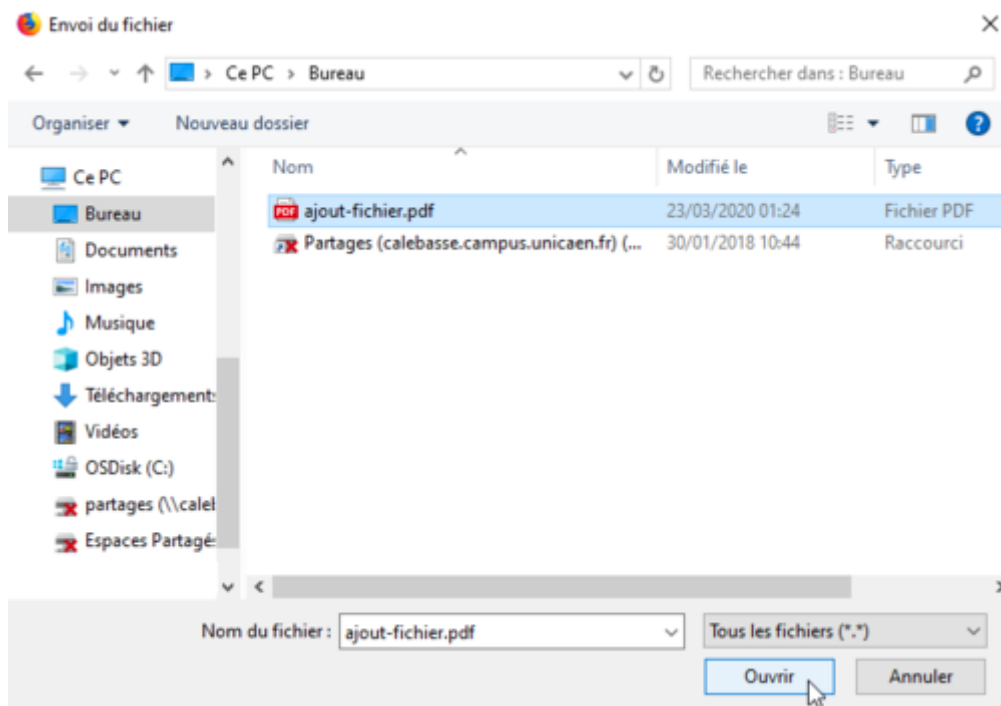 Envoi du fichier
Ce PC > Bureau
Rechercher dans : Bureau
Organiser
Nouveau dossier
Nom
Modifié le
Type
Ce PC
Bureau
Documents
Images
Musique
Objets 3D
Téléchargement
Vidéos
OSDisk (C:)
partages (\\caleb
Espaces Partagé
PDF ajout-fichier.pdf 23/03/2020 01:24 Fichier PDF
Partages (calebasse.campus.unicaen.fr) (... 30/01/2018 10:44 Raccourci
Nom du fichier : ajout-fichier.pdf
Tous les fichiers (*.*)
Ouvrir
Annuler